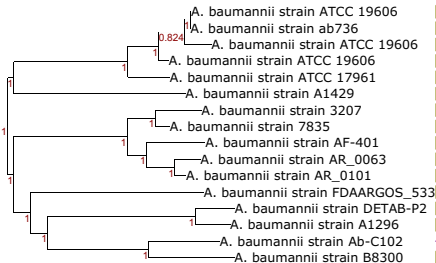 A. baumannii strain ATCC 19606
A. baumannii strain ab736
0.824
A. baumannii strain ATCC 19606
1
A. baumannii strain ATCC 19606
1
A. baumannii strain ATCC 17961
1
A. baumannii strain A1429
1
A. baumannii strain 3207
1
A. baumannii strain 7835
1
A. baumannii strain AF-401
1
A. baumannii strain AR_0063
1
A. baumannii strain AR_0101
1
A. baumannii strain FDAARGOS_533
1
A. baumannii strain DETAB-P2
1
A. baumannii strain A1296
1
A. baumannii strain Ab-C102
1
A. baumannii strain B8300
1